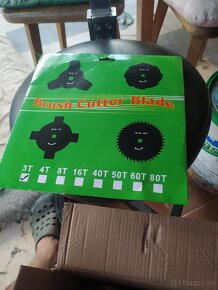 Brush Cutter Blade
3T 4T 8T 16T 40T 50T 60T 80T